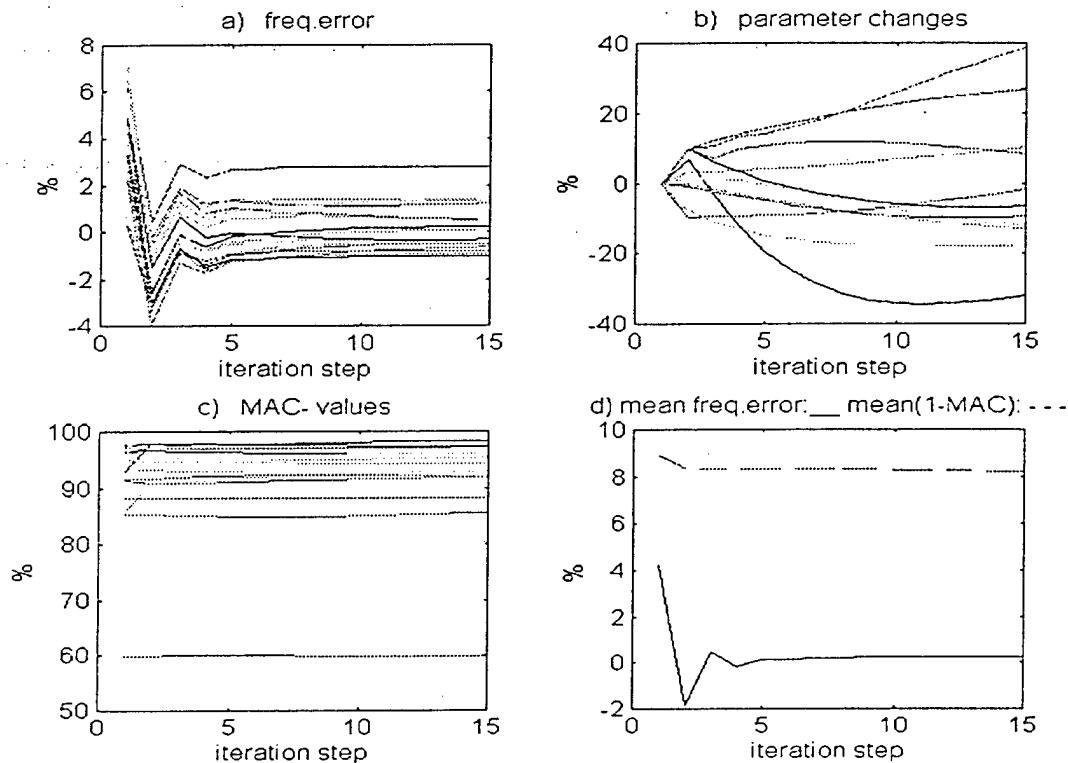 a) freq.error
8
6
4
2
0
-2
-4
%
0 5 10 15
iteration step
b) parameter changes
40
20
0
-20
-40
%
0 5 10 15
iteration step
c) MAC- values
100
90
80
70
60
50
%
0 5 10 15
iteration step
d) mean freq.error:__ mean(1-MAC): - - -
10
8
6
4
2
0
-2
%
0 5 10 15
iteration step